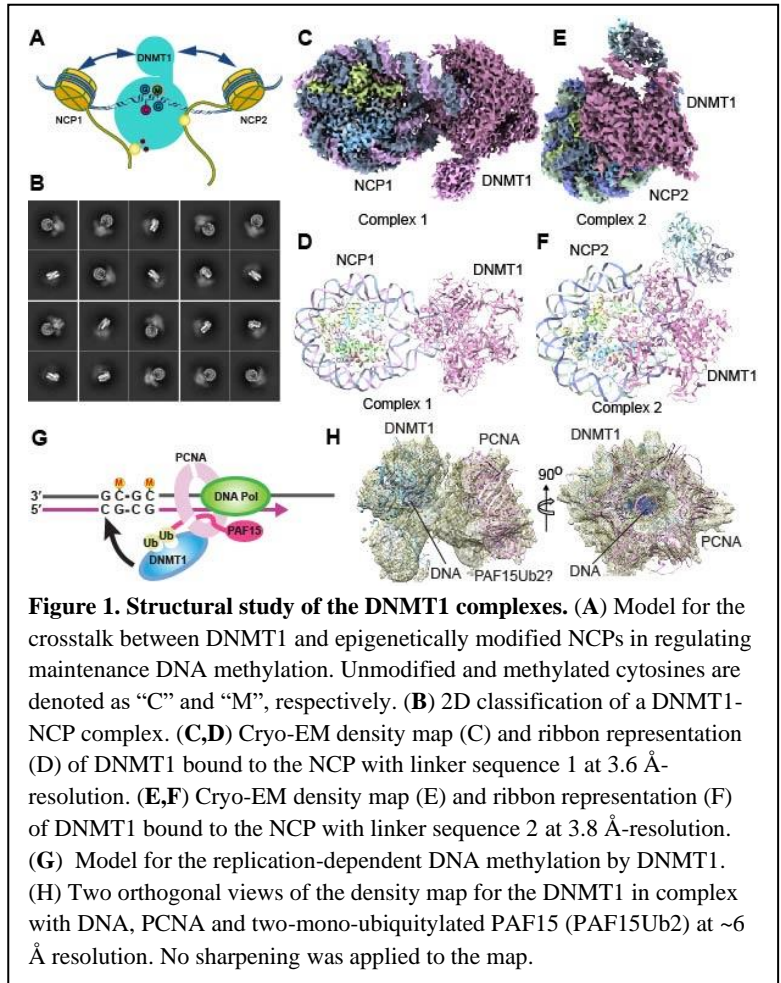 A
DNMT1
NCP1
NCP2
B
C
NCP1
DNMT1
Complex 1
E
DNMT1
NCP2
Complex 2
D
NCP1
DNMT1
Complex 1
F
NCP2
DNMT1
Complex 2
G
PCNA
M M
3' G C-G C DNA Pol
5' C G-C G
Ub Ub PAF15
DNMT1
H
DNMT1
PCNA
DNA PAF15Ub2?
90º
DNMT1
PCNA
DNA
Figure 1. Structural study of the DNMT1 complexes. (A) Model for the
crosstalk between DNMT1 and epigenetically modified NCPs in regulating
maintenance DNA methylation. Unmodified and methylated cytosines are
denoted as “C” and “M”, respectively. (B) 2D classification of a DNMT1-
NCP complex. (C,D) Cryo-EM density map (C) and ribbon representation
(D) of DNMT1 bound to the NCP with linker sequence 1 at 3.6 Å-
resolution. (E,F) Cryo-EM density map (E) and ribbon representation (F)
of DNMT1 bound to the NCP with linker sequence 2 at 3.8 Å-resolution.
(G) Model for the replication-dependent DNA methylation by DNMT1.
(H) Two orthogonal views of the density map for the DNMT1 in complex
with DNA, PCNA and two-mono-ubiquitylated PAF15 (PAF15Ub2) at ~6
Å resolution. No sharpening was applied to the map.